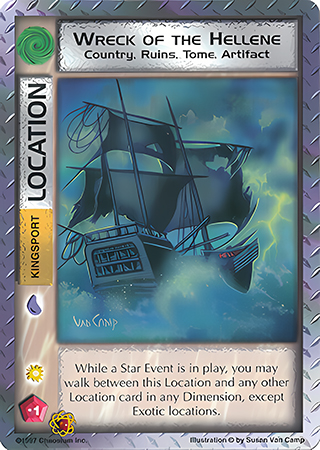 WRECK OF THE HELLENE
Country, Ruins, Tome, Artifact
LOCATION
KINGSPORT
VAN CAMP
While a Star Event is in play, you may
walk between this Location and any other
Location card in any Dimension, except
Exotic locations.
-1
©1997 Chaosium Inc.
Illustration © by Susan Van Camp